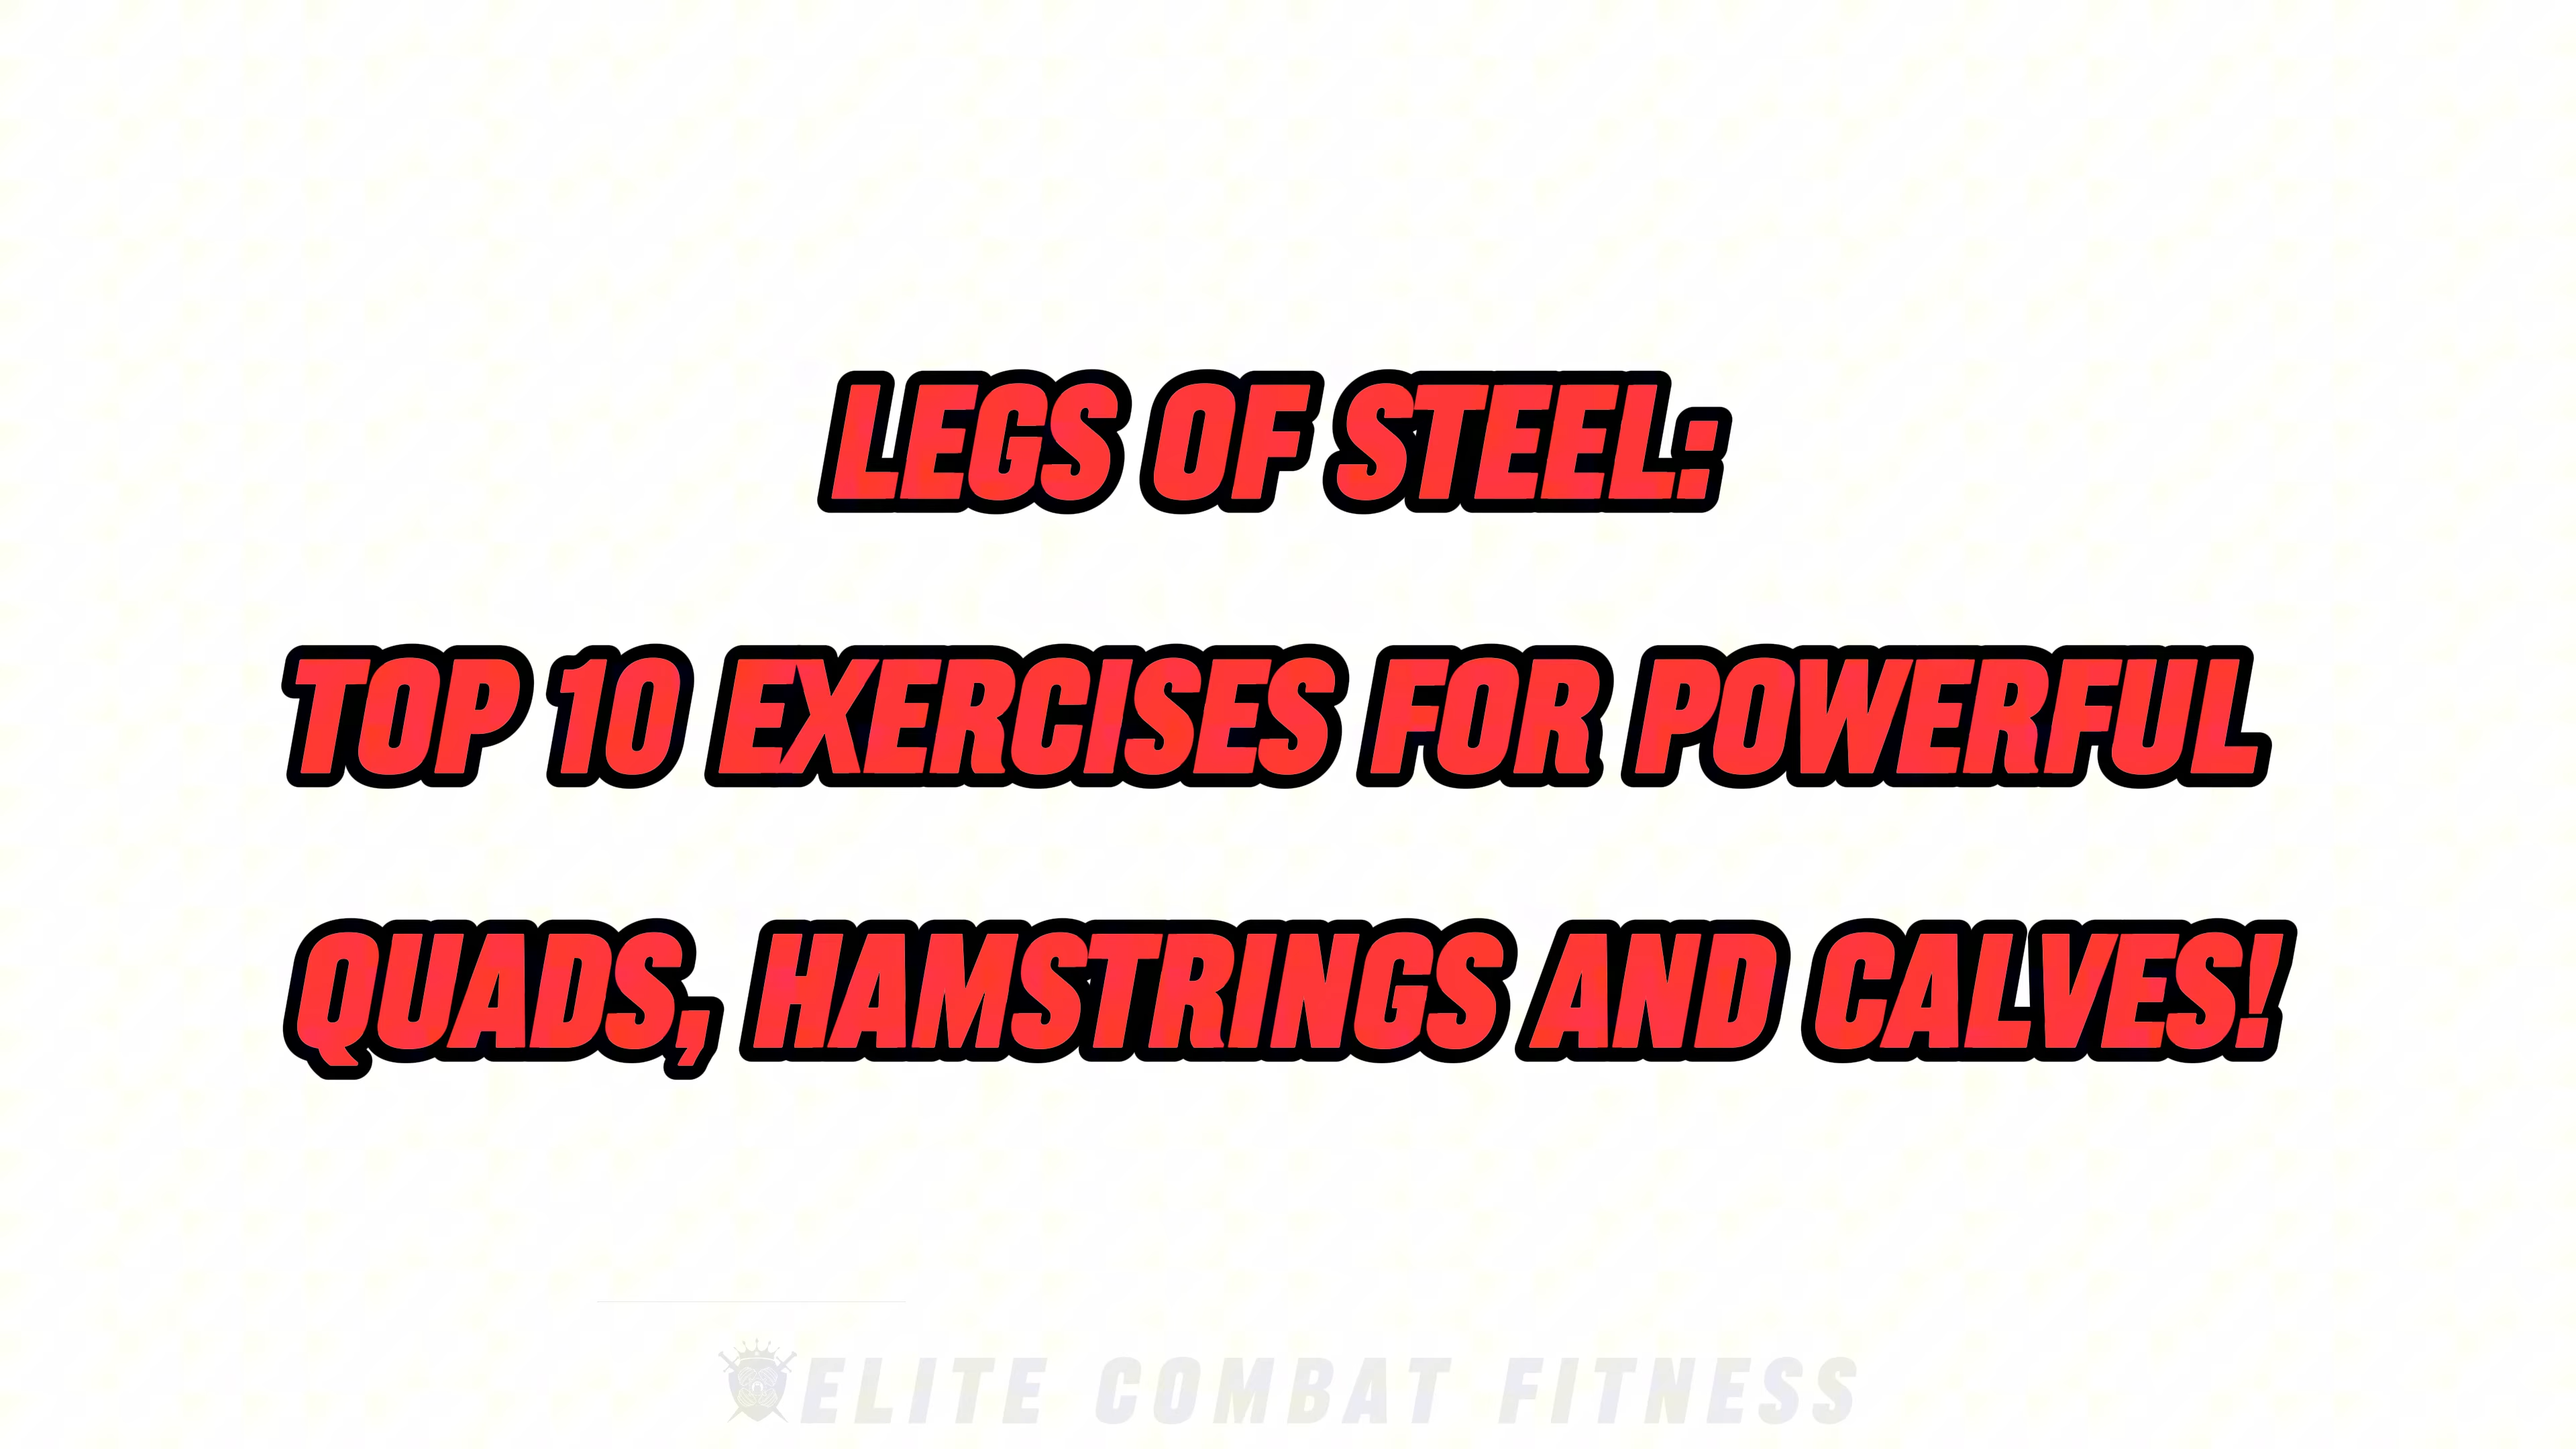 LEGS OF STEEL:
TOP 10 EXERCISES FOR POWERFUL
QUADS, HAMSTRINGS AND CALVES!
ELITE COMBAT FITNESS